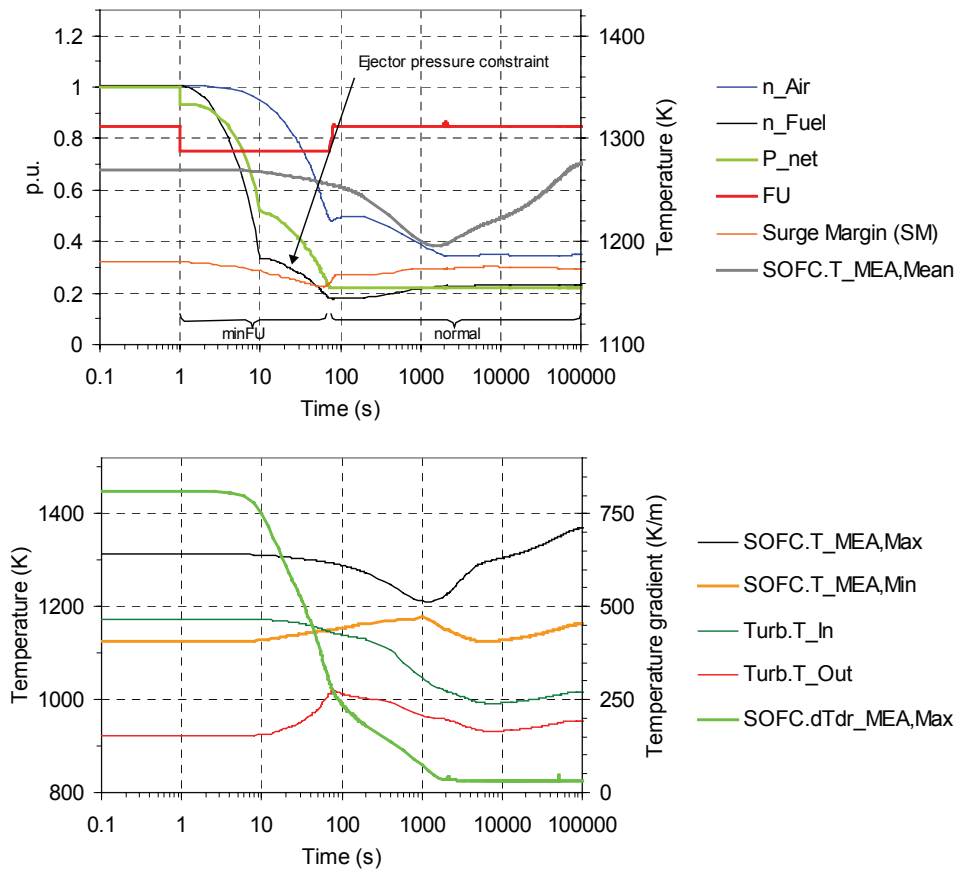 1.2
1
0.8
0.6
0.4
0.2
0
p.u.
1400
1300
1200
1100
Temperature (K)
Ejector pressure constraint
minFU
normal
0.1 1 10 100 1000 10000 100000
Time (s)
n_Air
n_Fuel
P_net
FU
Surge Margin (SM)
SOFC.T_MEA,Mean
1400
1200
1000
800
Temperature (K)
750
500
250
0
Temperature gradient (K/m)
0.1 1 10 100 1000 10000 100000
Time (s)
SOFC.T_MEA,Max
SOFC.T_MEA,Min
Turb.T_In
Turb.T_Out
SOFC.dTdr_MEA,Max